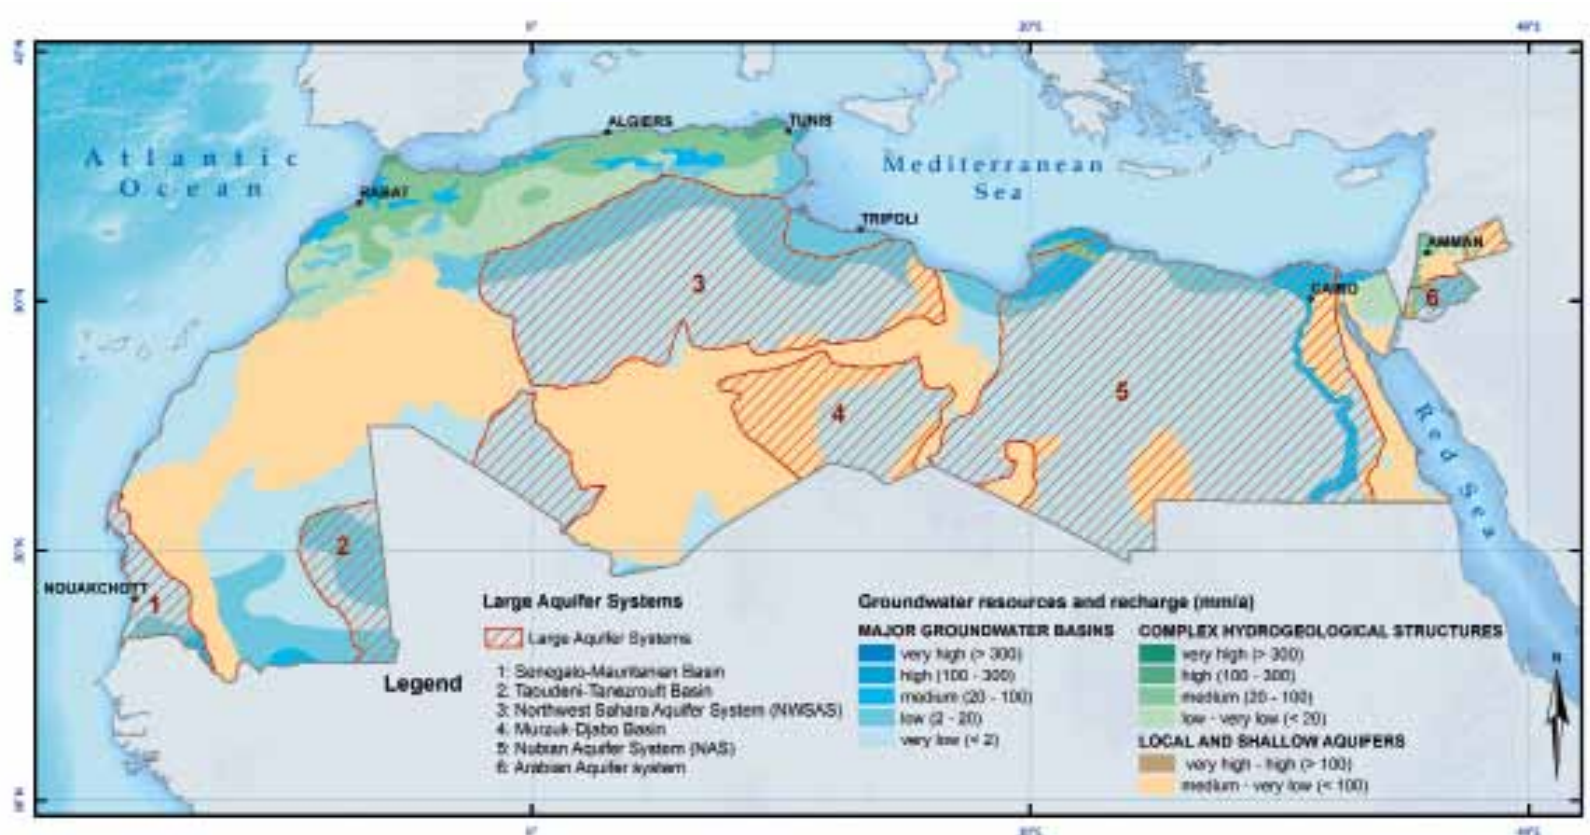 0°
20°E
40°E
ALGIERS
TUNIS
Atlantic
Ocean
Mediterranean
Sea
RABAT
TRIPOLI
AMMAN
3
6
CAIRO
4
5
Red Sea
2
NOUAKCHOTT
1
Legend
Large Aquifer Systems
Large Aquifer Systems
1: Senegalo-Mauritanian Basin
2: Taoudeni-Tanezrouft Basin
3: Northwest Sahara Aquifer System (NWSAS)
4: Murzuk-Djabo Basin
5: Nubian Aquifer System (NAS)
6: Arabian Aquifer system
Groundwater resources and recharge (mm/a)
MAJOR GROUNDWATER BASINS
very high (> 300)
high (100 - 300)
medium (20 - 100)
low (2 - 20)
very low (< 2)
COMPLEX HYDROGEOLOGICAL STRUCTURES
very high (> 300)
high (100 - 300)
medium (20 - 100)
low - very low (< 20)
LOCAL AND SHALLOW AQUIFERS
very high - high (> 100)
medium - very low (< 100)
N